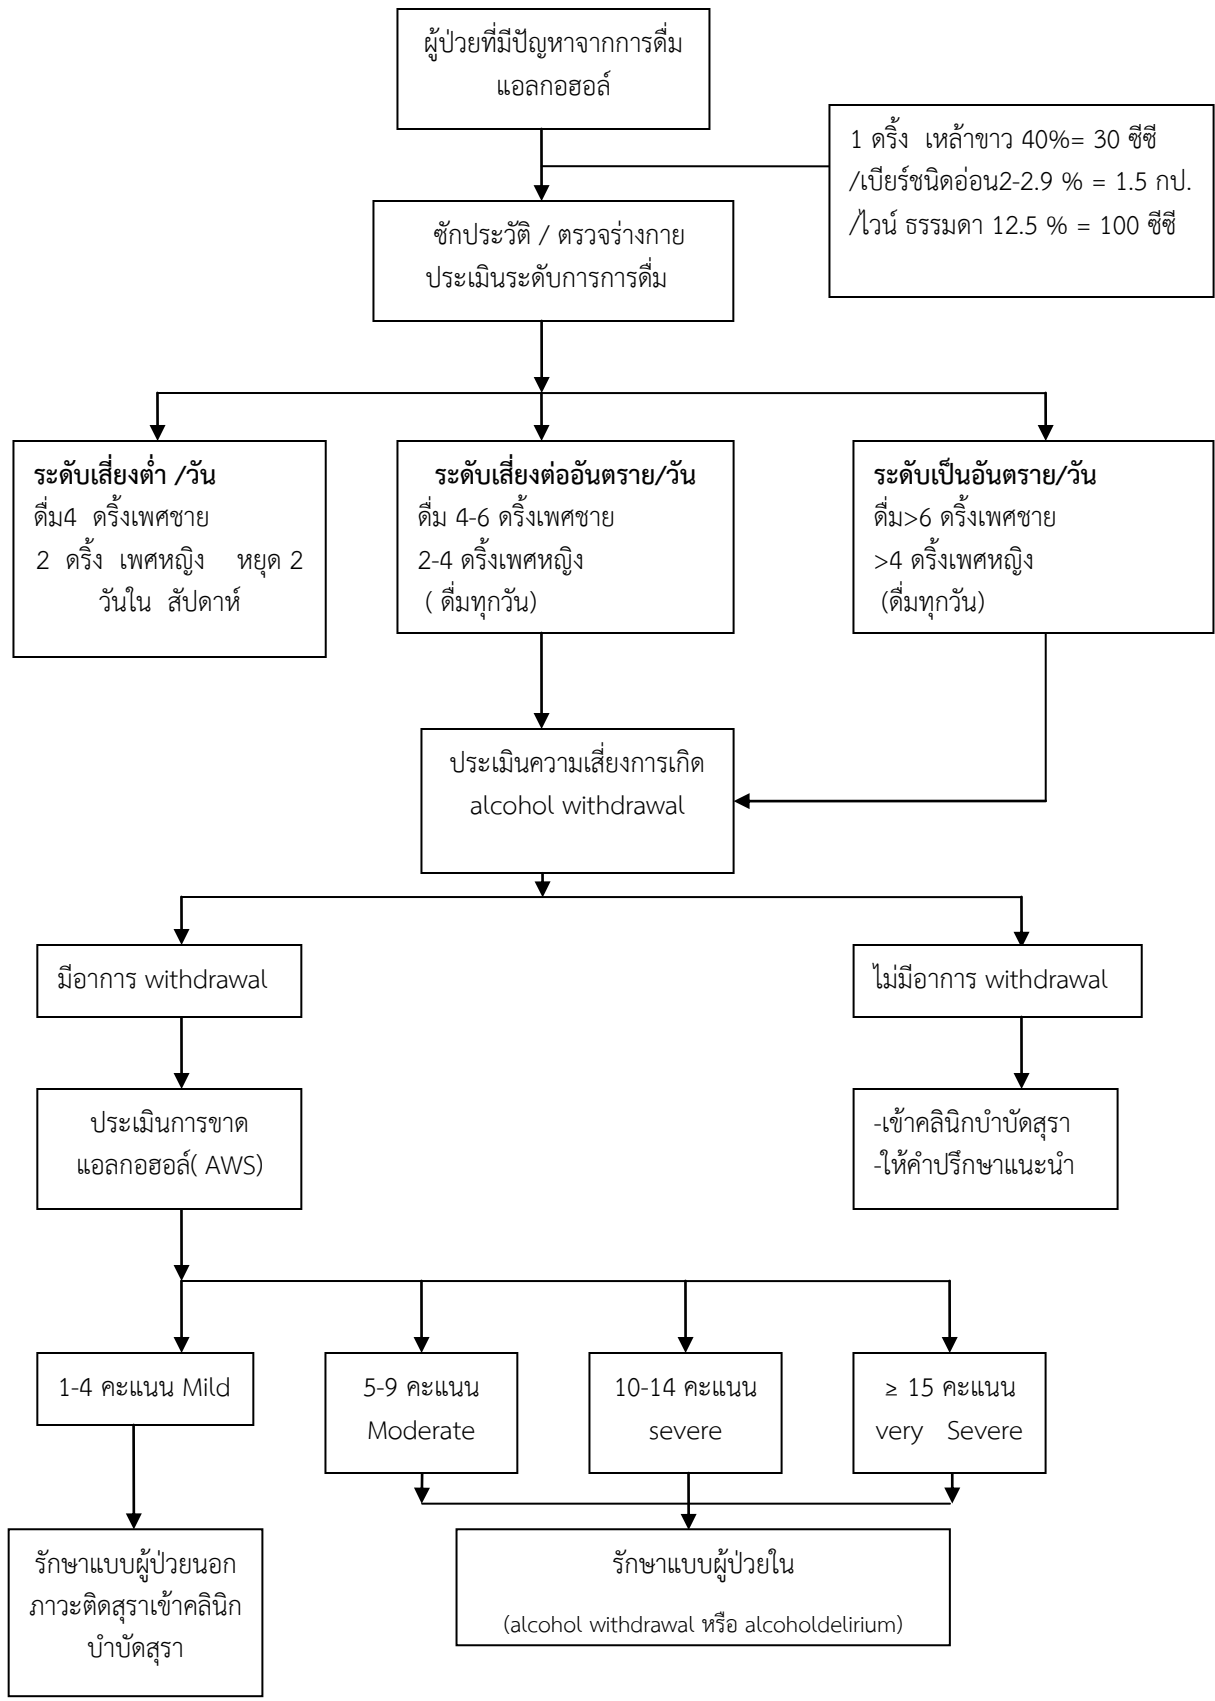 ผู้ป่วยที่มีปัญหาจากการดื่ม
แอลกอฮอล์
1 ดริ้ง เหล้าขาว 40%= 30 ซีซี
/เบียร์ชนิดอ่อน2-2.9 % = 1.5 กป.
/ไวน์ ธรรมดา 12.5 % = 100 ซีซี
ซักประวัติ / ตรวจร่างกาย
ประเมินระดับการการดื่ม
ระดับเสี่ยงต่ำ /วัน
ดื่ม4 ดริ้งเพศชาย
2 ดริ้ง เพศหญิง หยุด 2
วันใน สัปดาห์
ระดับเสี่ยงต่ออันตราย/วัน
ดื่ม 4-6 ดริ้งเพศชาย
2-4 ดริ้งเพศหญิง
( ดื่มทุกวัน)
ระดับเป็นอันตราย/วัน
ดื่ม>6 ดริ้งเพศชาย
>4 ดริ้งเพศหญิง
(ดื่มทุกวัน)
ประเมินความเสี่ยงการเกิด
alcohol withdrawal
มีอาการ withdrawal
ไม่มีอาการ withdrawal
ประเมินการขาด
แอลกอฮอล์( AWS)
-เข้าคลินิกบำบัดสุรา
-ให้คำปรึกษาแนะนำ
1-4 คะแนน Mild
5-9 คะแนน
Moderate
10-14 คะแนน
severe
≥ 15 คะแนน
very Severe
รักษาแบบผู้ป่วยนอก
ภาวะติดสุราเข้าคลินิก
บำบัดสุรา
รักษาแบบผู้ป่วยใน
(alcohol withdrawal หรือ alcoholdelirium)